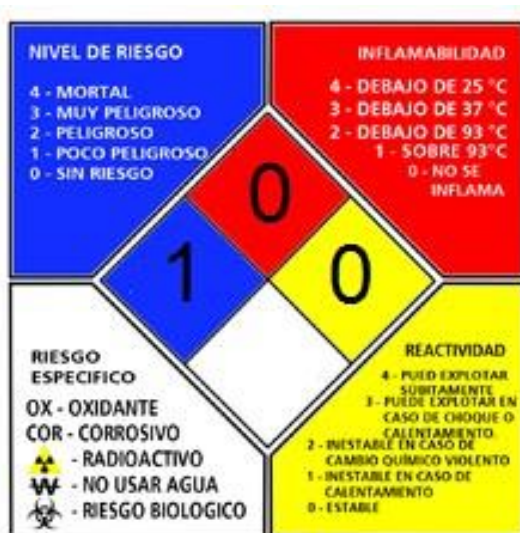 NIVEL DE RIESGO
4 - MORTAL
3 - MUY PELIGROSO
2 - PELIGROSO
1 - POCO PELIGROSO
0 - SIN RIESGO
INFLAMABILIDAD
4 - DEBAJO DE 25 °C
3 - DEBAJO DE 37 °C
2 - DEBAJO DE 93 °C
1 - SOBRE 93°C
0 - NO SE
INFLAMA
0
1
0
RIESGO
ESPECIFICO
OX - OXIDANTE
COR - CORROSIVO
- RADIOACTIVO
W - NO USAR AGUA
- RIESGO BIOLOGICO
REACTIVIDAD
4 - PUED EXPLOTAR
SUBITAMENTE
3 - PUEDE EXPLOTAR EN
CASO DE CHOQUE O
CALENTAMIENTO.
2 - INESTABLE EN CASO DE
CAMBIO QUÍMICO VIOLENTO
1 - INESTABLE EN CASO DE
CALENTAMIENTO
0 - ESTABLE